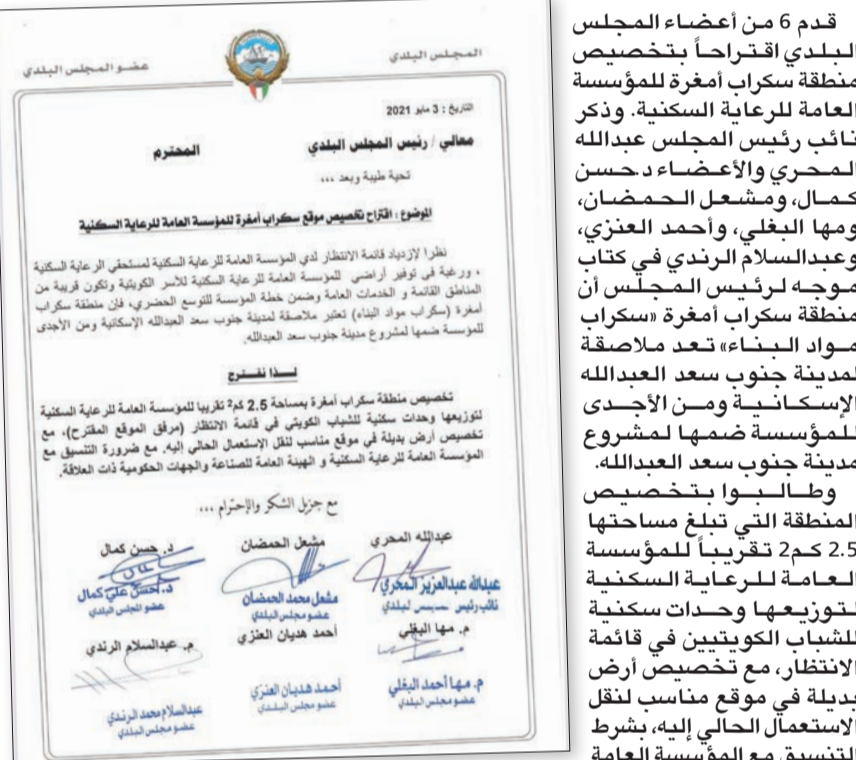 قدم 6 من أعضاء المجلس
البلدي اقتراحاً بتخصيص
منطقة سكراب أمغرة للمؤسسة
العامة للرعاية السكنية. وذكر
نائب رئيس المجلس عبدالله
المحري والأعضاء د.حسن
كمال، ومشعل الحمضان،
ومها البغلي، وأحمد العنزي،
وعبدالسلام الرندي في كتاب
موجه لرئيس المجلس أن
منطقة سكراب أمغرة «سكراب
مواد البناء» تعد ملاصقة
لمدينة جنوب سعد العبدالله
الإسكانية ومن الأجدى
للمؤسسة ضمها لمشروع
مدينة جنوب سعد العبدالله.
وطالبوا بتخصيص
المنطقة التي تبلغ مساحتها
2.5 كم2 تقريباً للمؤسسة
العامة للرعاية السكنية
لتوزيعها وحدات سكنية
للشباب الكويتيين في قائمة
الانتظار، مع تخصيص أرض
بديلة في موقع مناسب لنقل
الاستعمال الحالي إليه، بشرط
التنسيق مع المؤسسة العامة
المجلس البلدي
عضو المجلس البلدي
التاريخ : 3 مايو 2021
معالي / رئيس المجلس البلدي المحترم
تحية طيبة وبعد ...
الموضوع : اقتراح تخصيص موقع سكراب أمغرة للمؤسسة العامة للرعاية السكنية
نظرا لازدياد قائمة الانتظار لدي المؤسسة العامة للرعاية السكنية لمستحقي الرعاية السكنية
، ورغبة في توفير أراضي للمؤسسة العامة للرعاية السكنية للأسر الكويتية وتكون قريبة من
المناطق القائمة و الخدمات العامة وضمن خطة المؤسسة للتوسع الحضري، فان منطقة سكراب
أمغرة (سكراب مواد البناء) تعتبر ملاصقة لمدينة جنوب سعد العبدالله الإسكانية ومن الأجدى
للمؤسسة ضمها لمشروع مدينة جنوب سعد العبدالله.
لــذا نقــترح
تخصيص منطقة سكراب أمغرة بمساحة 2.5 كم² تقريبا للمؤسسة العامة للرعاية السكنية
لتوزيعها وحدات سكنية للشباب الكويتي في قائمة الانتظار (مرفق الموقع المقترح)، مع
تخصيص أرض بديلة في موقع مناسب لنقل الإستعمال الحالي إليه. مع ضرورة التنسيق مع
المؤسسة العامة للرعاية السكنية و الهيئة العامة للصناعة والجهات الحكومية ذات العلاقة.
مع جزيل الشكر والإحترام ...
عبدالله المحري مشعل الحمضان د. حسن كمال
عبدالله عبدالعزيز المحري مشعل محمد الحمضان د. حسن علي كمال
نائب رئيس عضو مجلس البلدي عضو المجلس البلدي
م. مها البغلي أحمد هديان العنزي م. عبدالسلام الرندي
م. مها أحمد البغلي أحمد هديان العنزي عبدالسلام محمد الرندي
عضو مجلس البلدي عضو مجلس البلدي عضو مجلس البلدي